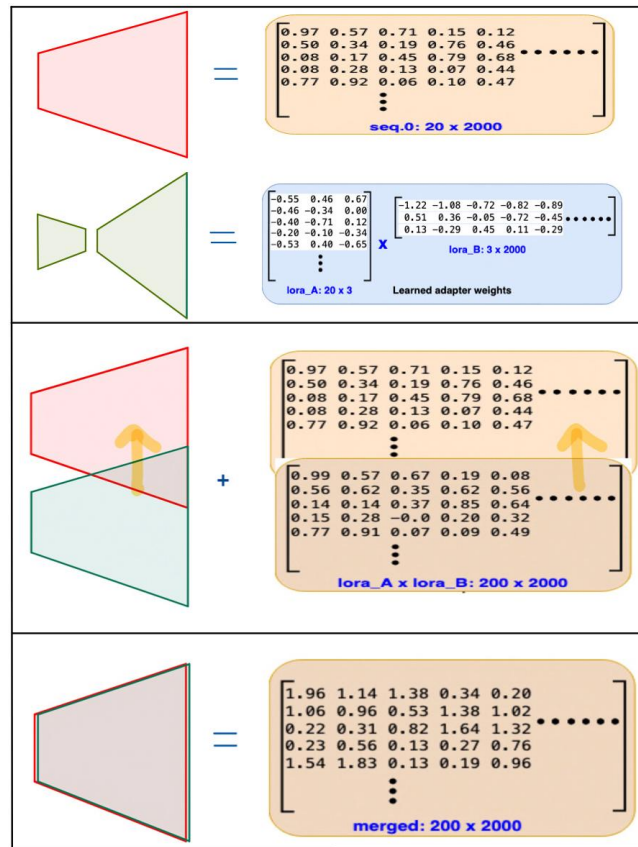 =
0.97 0.57 0.71 0.15 0.12
0.50 0.34 0.19 0.76 0.46
0.08 0.17 0.45 0.79 0.68
0.08 0.28 0.13 0.07 0.44
0.77 0.92 0.06 0.10 0.47
seq.0: 20 x 2000
=
−0.55 0.46 0.67
−0.46 −0.34 0.00
−0.40 −0.71 0.12
−0.20 −0.10 −0.34
−0.53 0.40 −0.65
lora_A: 20 x 3
x
−1.22 −1.08 −0.72 −0.82 −0.89
0.51 0.36 −0.05 −0.72 −0.45
0.13 −0.29 0.45 0.11 −0.29
lora_B: 3 x 2000
Learned adapter weights
+
0.97 0.57 0.71 0.15 0.12
0.50 0.34 0.19 0.76 0.46
0.08 0.17 0.45 0.79 0.68
0.08 0.28 0.13 0.07 0.44
0.77 0.92 0.06 0.10 0.47
0.99 0.57 0.67 0.19 0.08
0.56 0.62 0.35 0.62 0.56
0.14 0.14 0.37 0.85 0.64
0.15 0.28 −0.0 0.20 0.32
0.77 0.91 0.07 0.09 0.49
lora_A x lora_B: 200 x 2000
=
1.96 1.14 1.38 0.34 0.20
1.06 0.96 0.53 1.38 1.02
0.22 0.31 0.82 1.64 1.32
0.23 0.56 0.13 0.27 0.76
1.54 1.83 0.13 0.19 0.96
merged: 200 x 2000